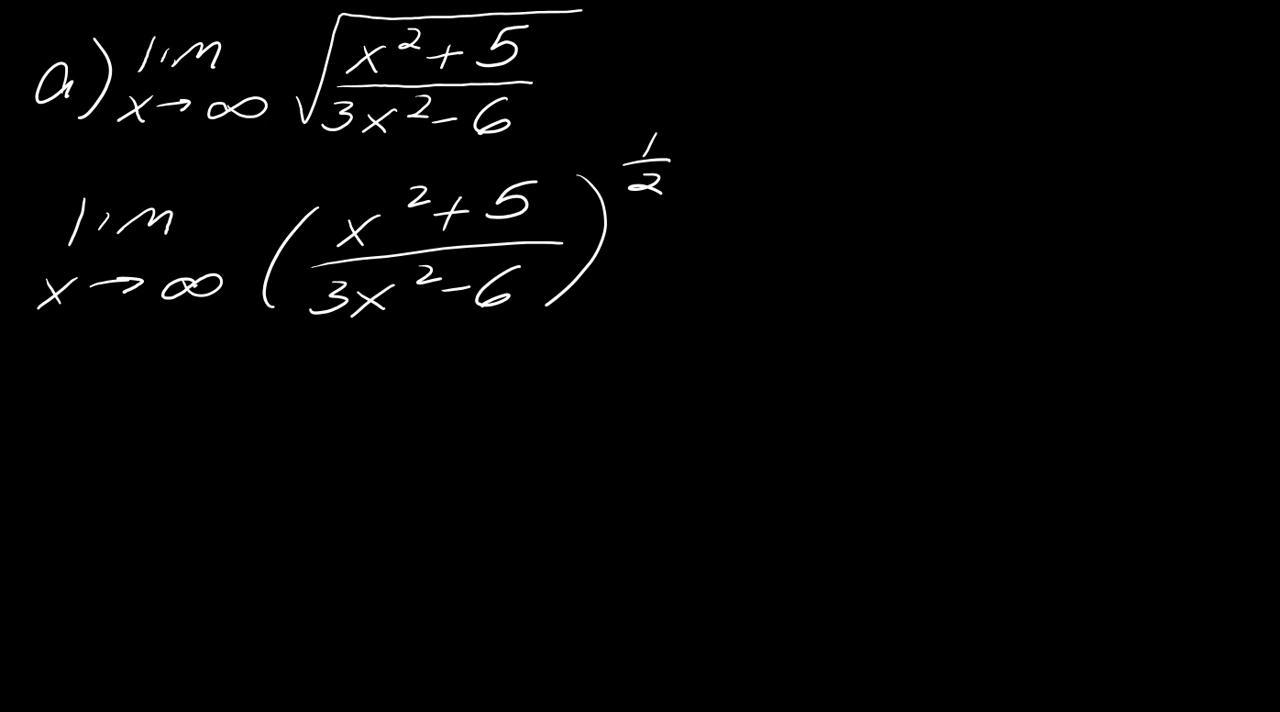 a) lim x→∞ √((x² + 5)/(3x² - 6))
lim x→∞ ((x² + 5)/(3x² - 6))^(1/2)